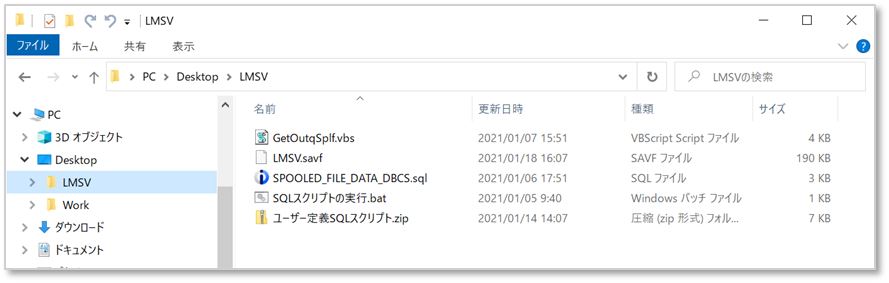 LMSV
ファイル ホーム 共有 表示
PC Desktop LMSV LMSVの検索
PC
3D オブジェクト
Desktop
LMSV
Work
ダウンロード
ドキュメント
名前 更新日時 種類 サイズ
GetOutqSplf.vbs 2021/01/07 15:51 VBScript Script ファイル 4 KB
LMSV.savf 2021/01/18 16:07 SAVF ファイル 190 KB
SPOOLED_FILE_DATA_DBCS.sql 2021/01/06 17:51 SQL ファイル 3 KB
SQLスクリプトの実行.bat 2021/01/05 9:40 Windows バッチ ファイル 1 KB
ユーザー定義SQLスクリプト.zip 2021/01/14 14:07 圧縮 (zip 形式) フォル... 7 KB